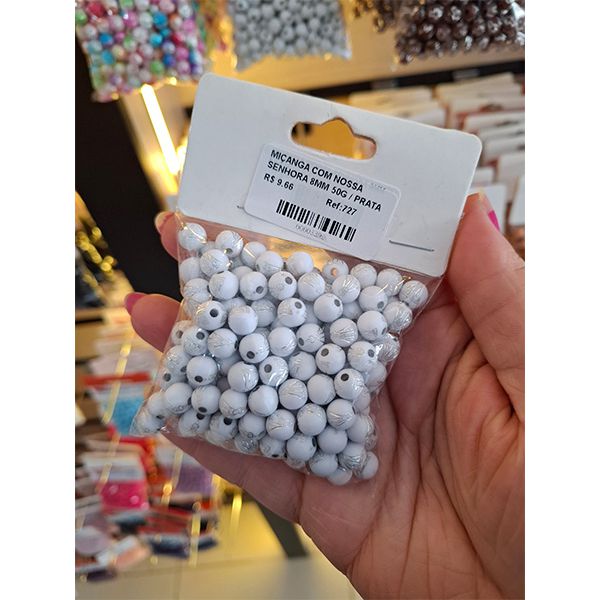 MIÇANGA COM NOSSA
SENHORA 8MM 50G / PRATA
R$ 9.66
Ref:727